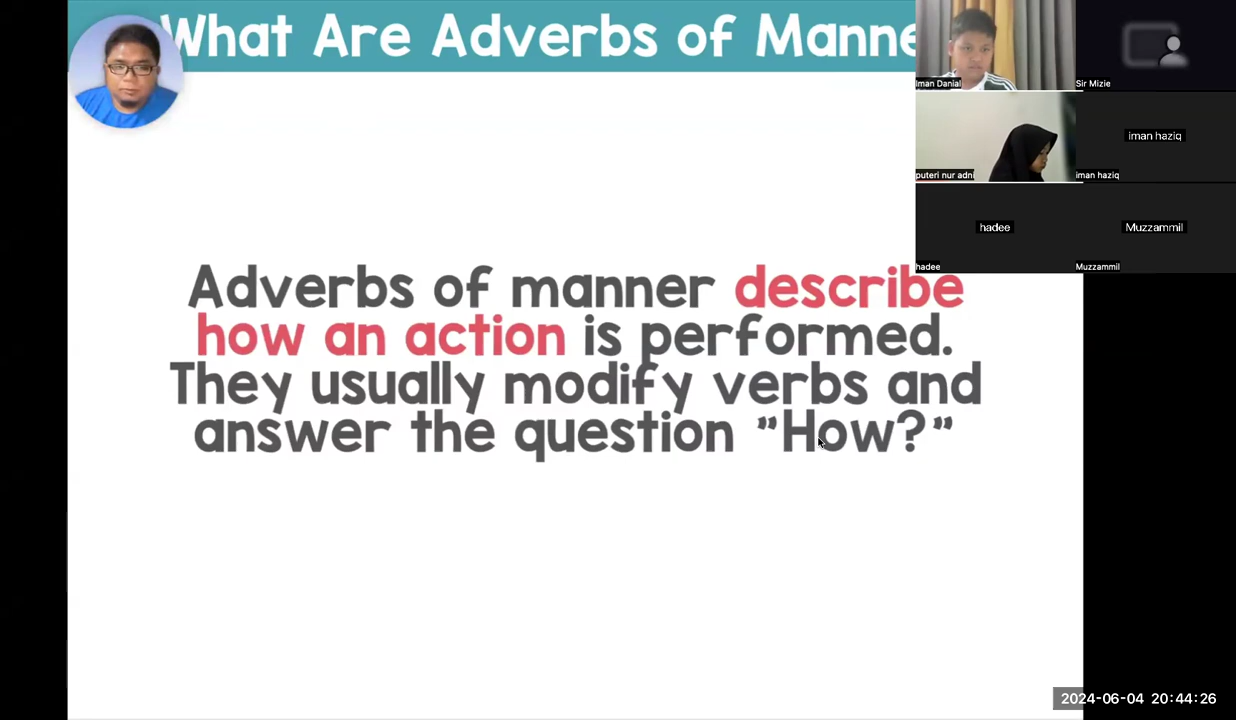 What Are Adverbs of Manne
Iman Danial
Sir Mizie
puteri nur adni
iman haziq
iman haziq
hadee
Muzzammil
hadee
Muzzammil
Adverbs of manner describe
how an action is performed.
They usually modify verbs and
answer the question "How?"
2024-06-04 20:44:26